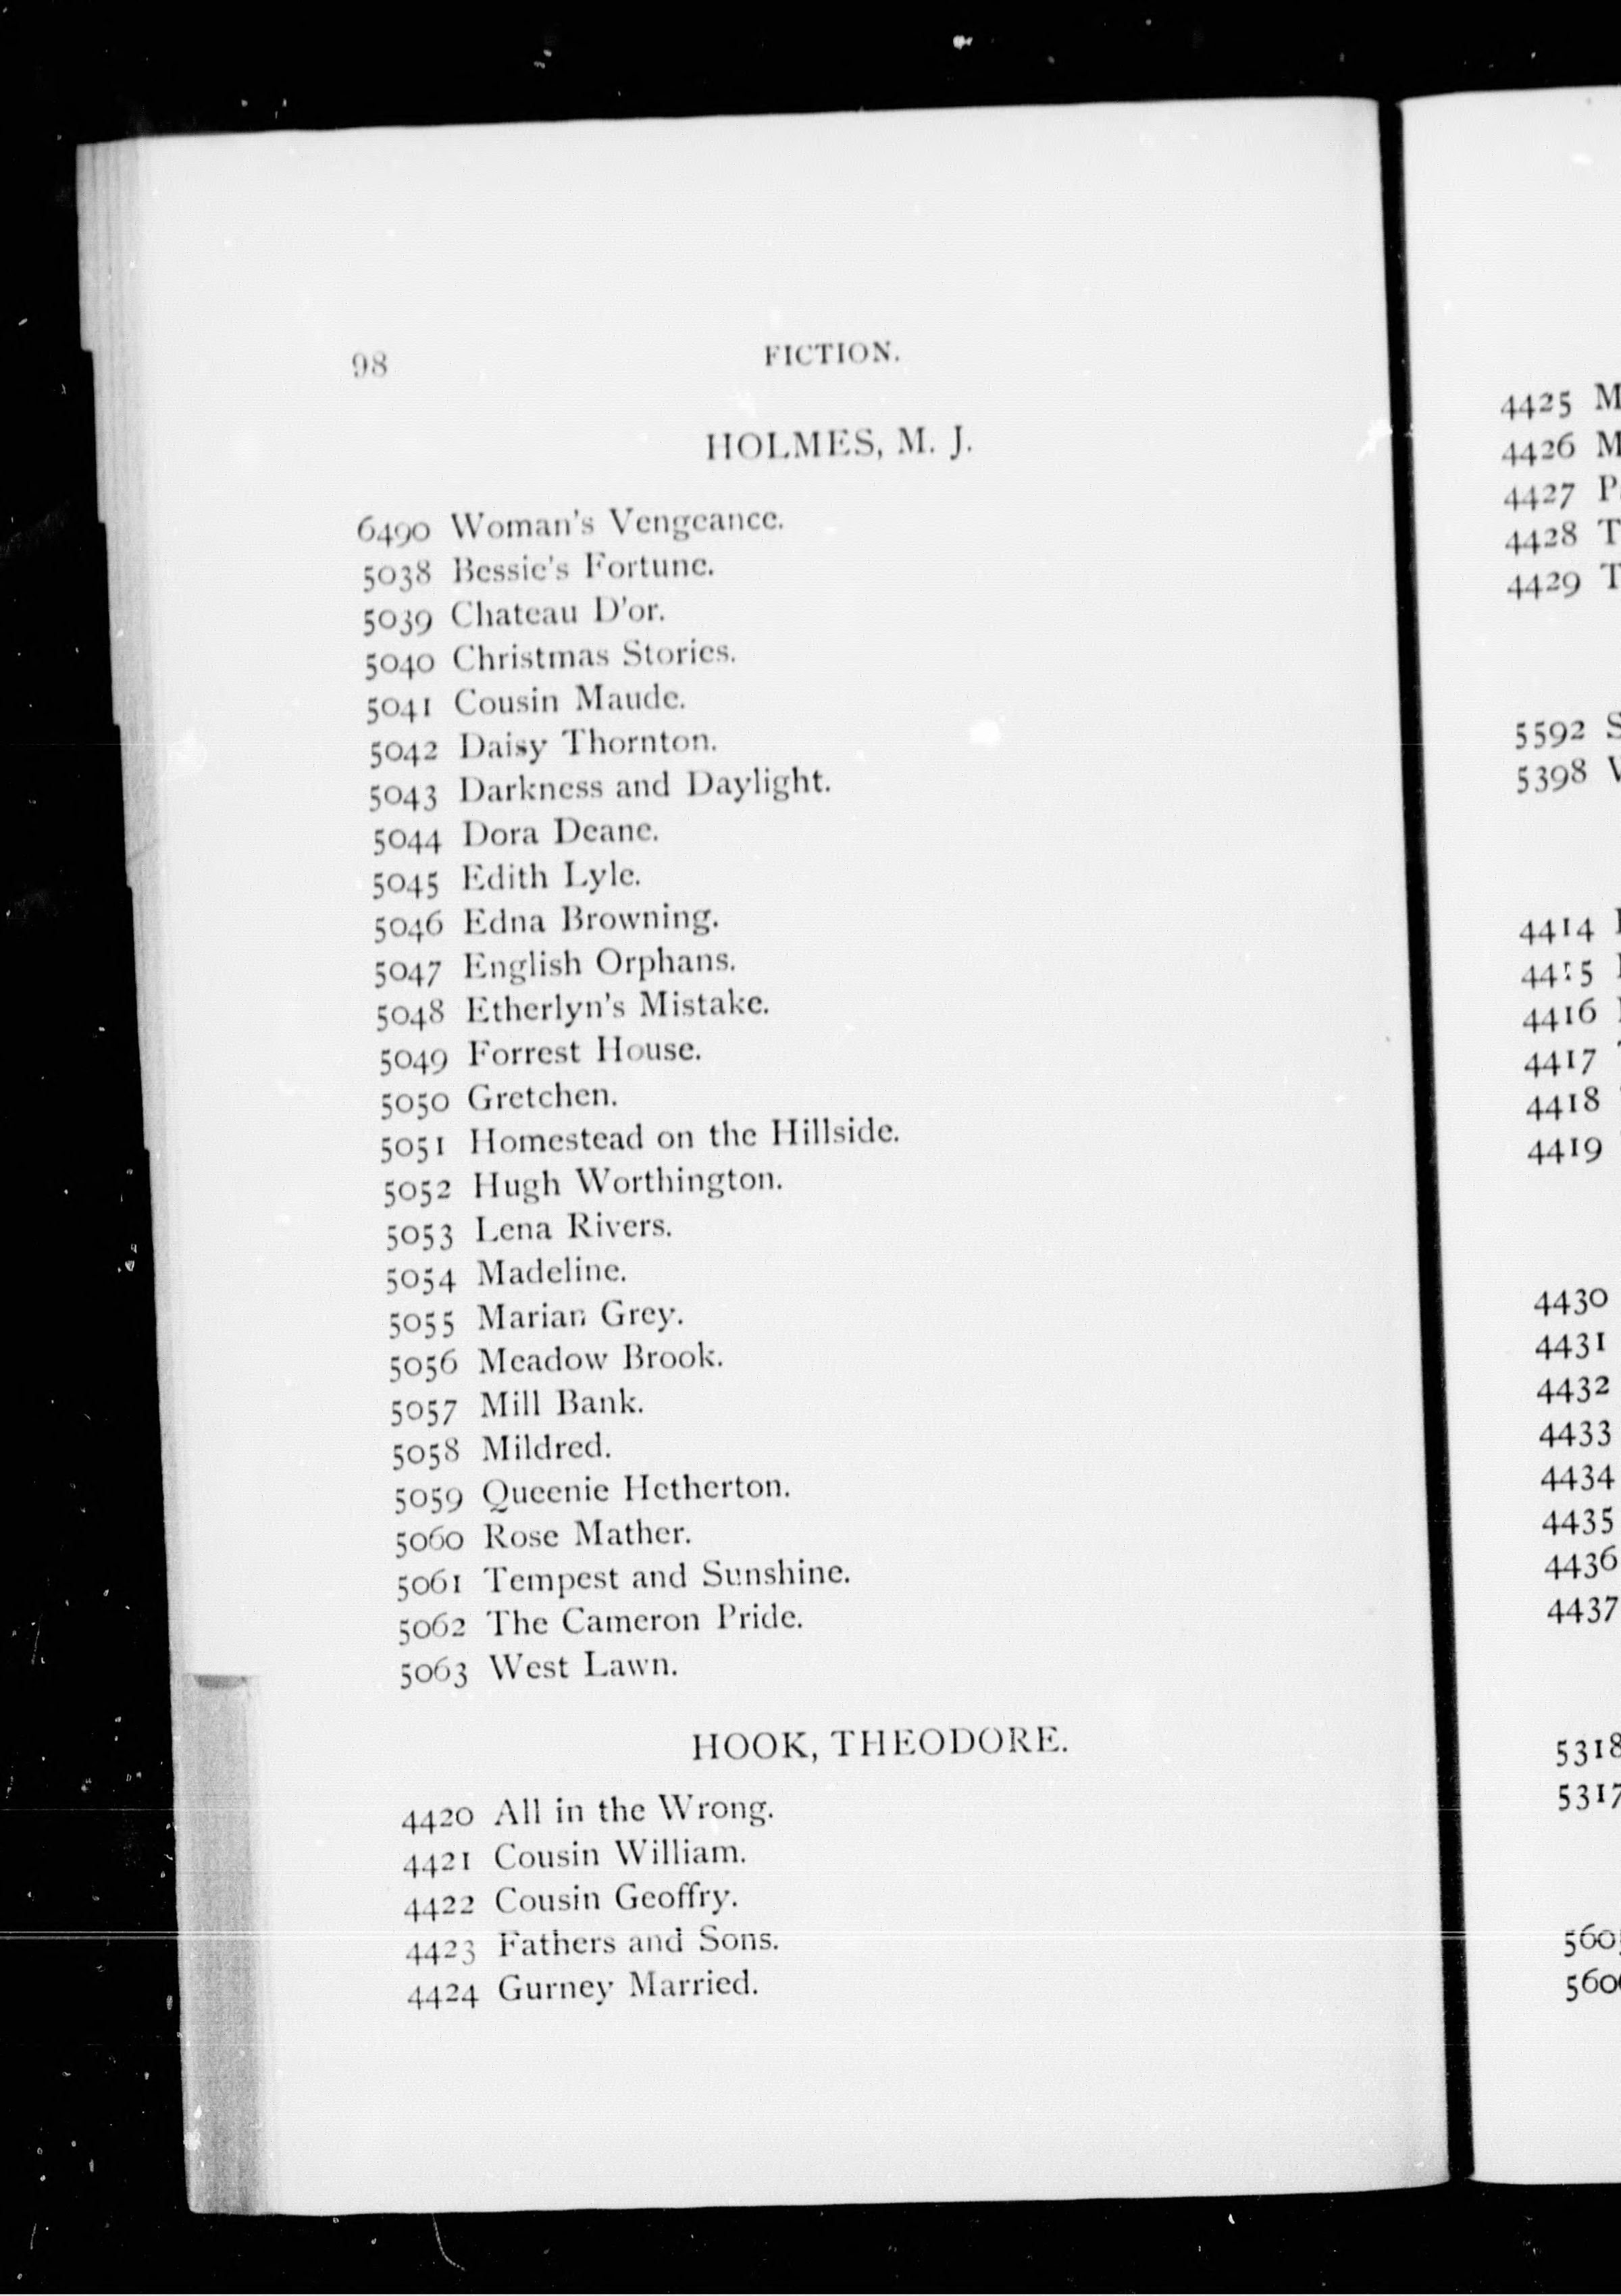 98 FICTION.
HOLMES, M. J.
6490 Woman's Vengeance.
5038 Bessie's Fortune.
5039 Chateau D'or.
5040 Christmas Stories.
5041 Cousin Maude.
5042 Daisy Thornton.
5043 Darkness and Daylight.
5044 Dora Deane.
5045 Edith Lyle.
5046 Edna Browning.
5047 English Orphans.
5048 Etherlyn's Mistake.
5049 Forrest House.
5050 Gretchen.
5051 Homestead on the Hillside.
5052 Hugh Worthington.
5053 Lena Rivers.
5054 Madeline.
5055 Marian Grey.
5056 Meadow Brook.
5057 Mill Bank.
5058 Mildred.
5059 Queenie Hetherton.
5060 Rose Mather.
5061 Tempest and Sunshine.
5062 The Cameron Pride.
5063 West Lawn.
HOOK, THEODORE.
4420 All in the Wrong.
4421 Cousin William.
4422 Cousin Geoffry.
4423 Fathers and Sons.
4424 Gurney Married.
4425 M
4426 M
4427 P
4428 T
4429 T
5592 S
5398
4414
4415
4416
4417
4418
4419
4430
4431
4432
4433
4434
4435
4436
4437
5318
5317
560
560